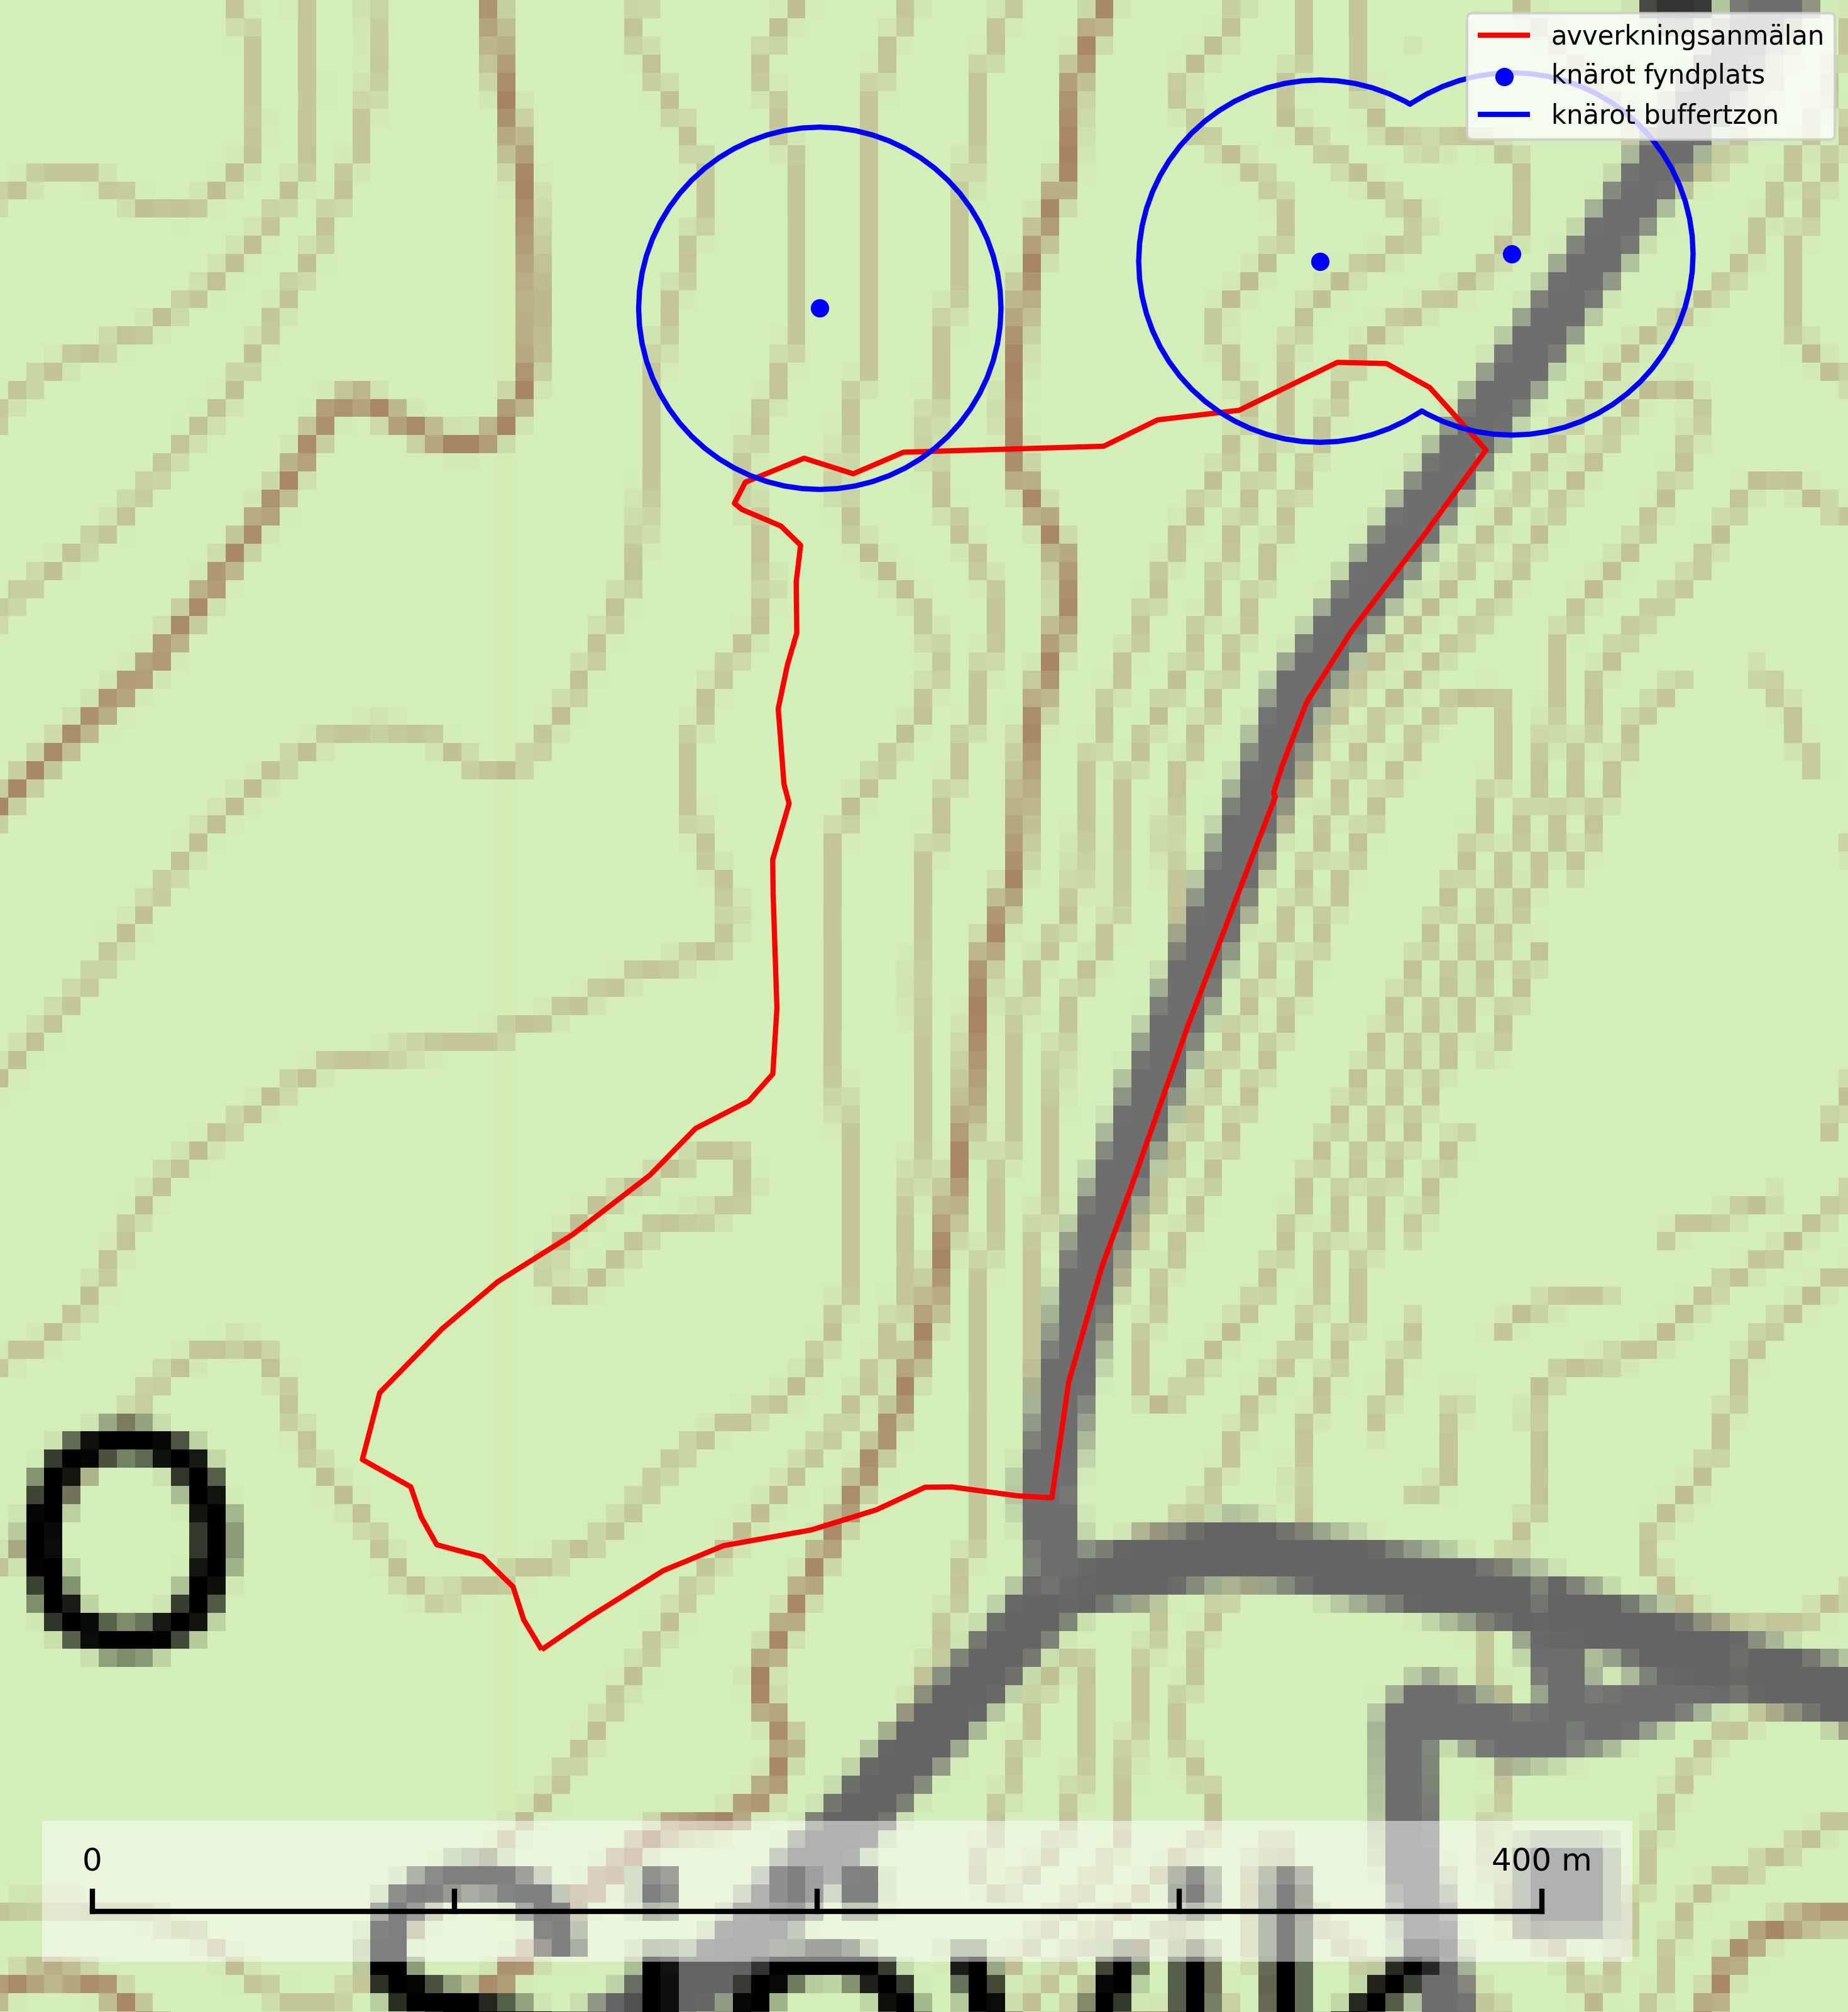 avverkningsanmälan
knärot fyndplats
knärot buffertzon
0 400 m